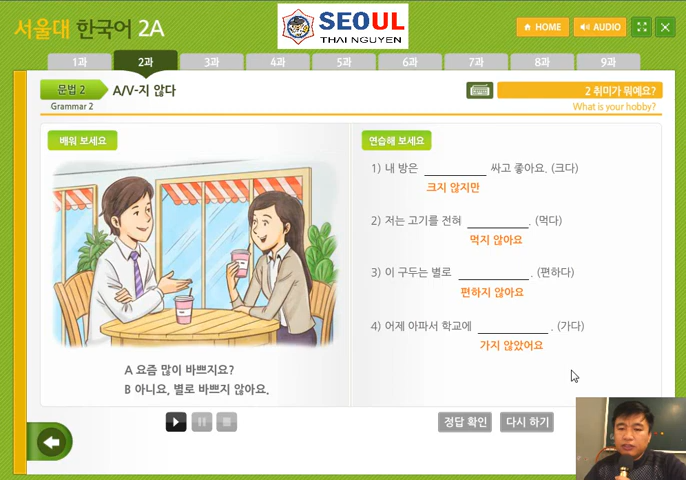 서울대 한국어 2A
SEOUL
THAI NGUYEN
HOME
AUDIO
1과
2과
3과
4과
5과
6과
7과
8과
9과
문법 2
A/V-지 않다
Grammar 2
2 취미가 뭐예요?
What is your hobby?
배워 보세요
연습해 보세요
1) 내 방은 __________ 싸고 좋아요. (크다)
크지 않지만
2) 저는 고기를 전혀 __________. (먹다)
먹지 않아요
3) 이 구두는 별로 __________. (편하다)
편하지 않아요
4) 어제 아파서 학교에 __________. (가다)
가지 않았어요
A 요즘 많이 바쁘지요?
B 아니요, 별로 바쁘지 않아요.
정답 확인
다시 하기